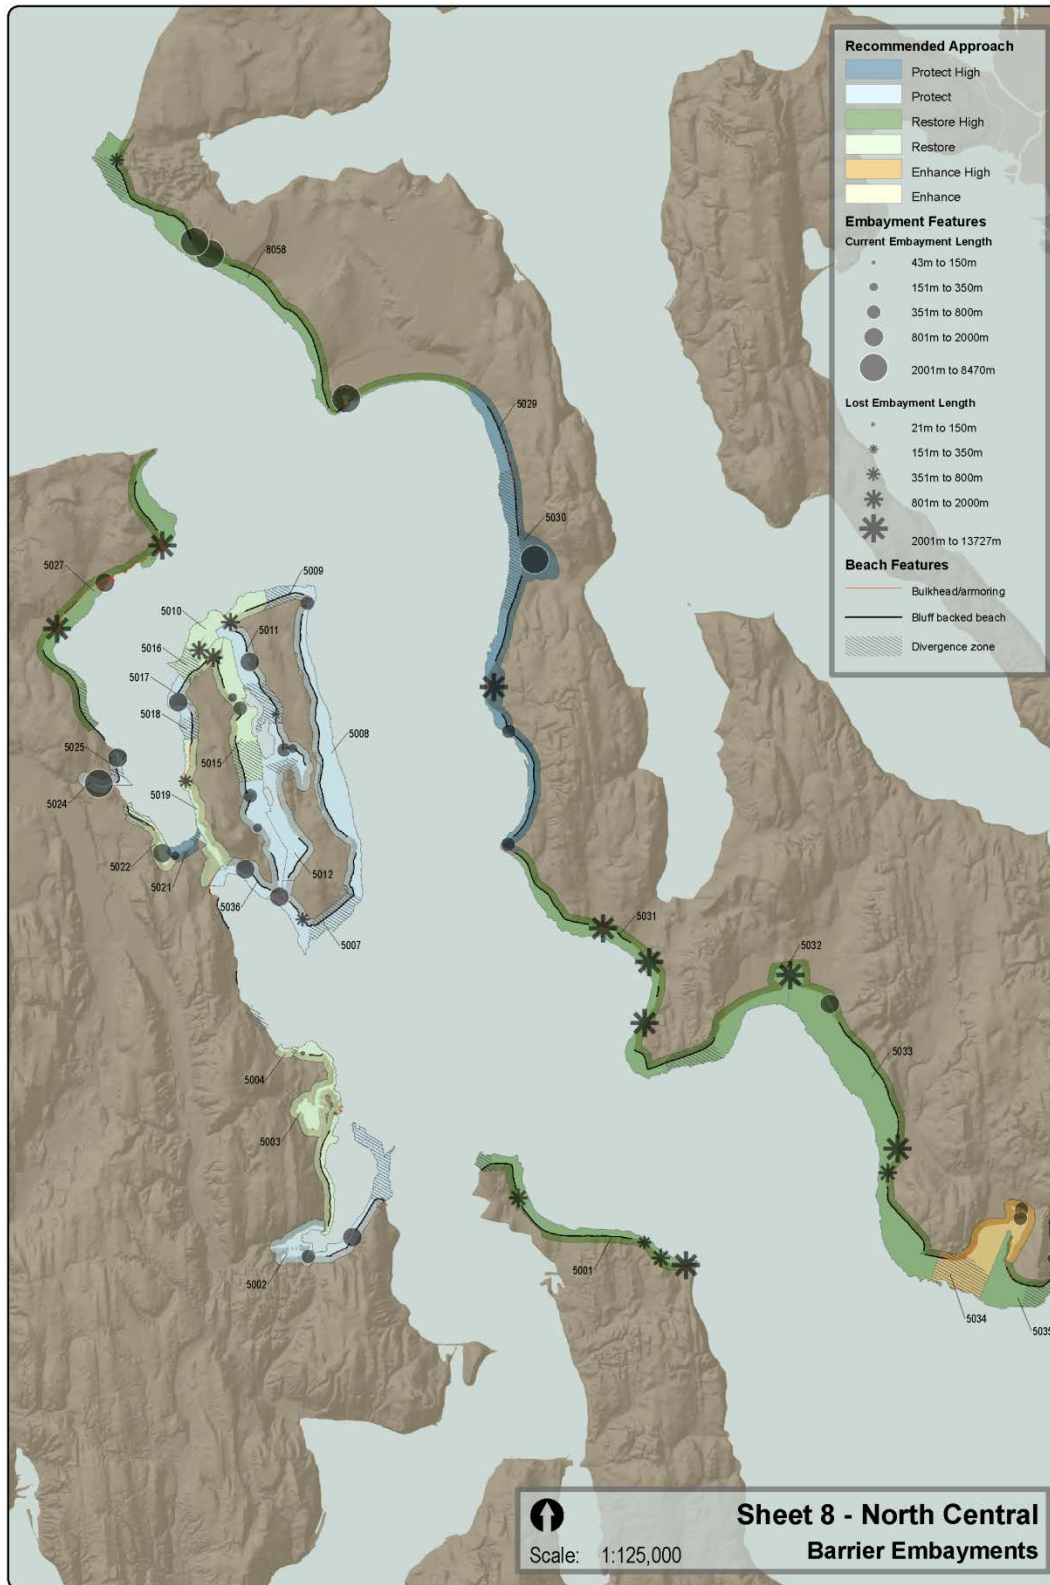 Recommended Approach
Protect High
Protect
Restore High
Restore
Enhance High
Enhance
Embayment Features
Current Embayment Length
43m to 150m
151m to 350m
351m to 800m
801m to 2000m
2001m to 8470m
Lost Embayment Length
21m to 150m
151m to 350m
351m to 800m
801m to 2000m
2001m to 13727m
Beach Features
Bulkhead/armoring
Bluff backed beach
Divergence zone
8058
5029
5030
5027
5009
5010
5011
5016
5017
5018
5008
5025
5015
5024
5019
5022
5021
5012
5036
5007
5031
5032
5033
5004
5003
5001
5002
5034
5035
Sheet 8 - North Central
Scale: 1:125,000
Barrier Embayments